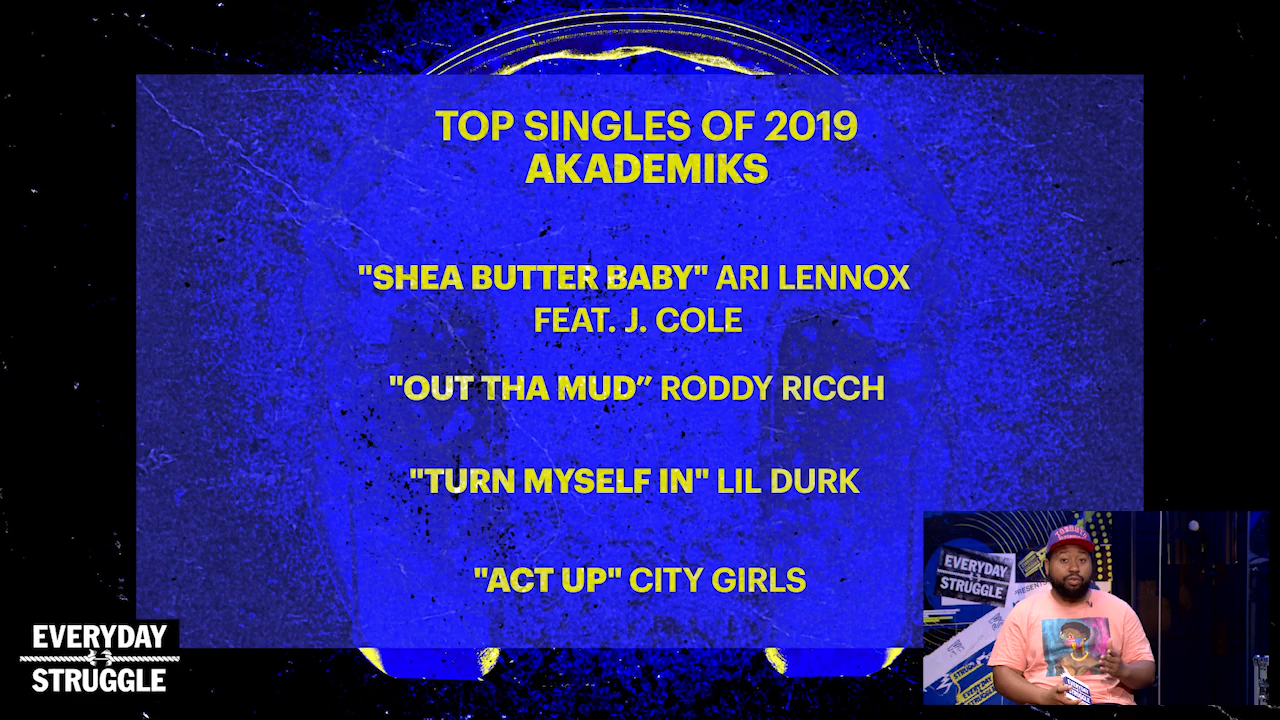 TOP SINGLES OF 2019
AKADEMIKS
"SHEA BUTTER BABY" ARI LENNOX
FEAT. J. COLE
"OUT THA MUD” RODDY RICCH
"TURN MYSELF IN" LIL DURK
"ACT UP" CITY GIRLS
EVERYDAY
STRUGGLE
EVERYDAY
STRUGGLE